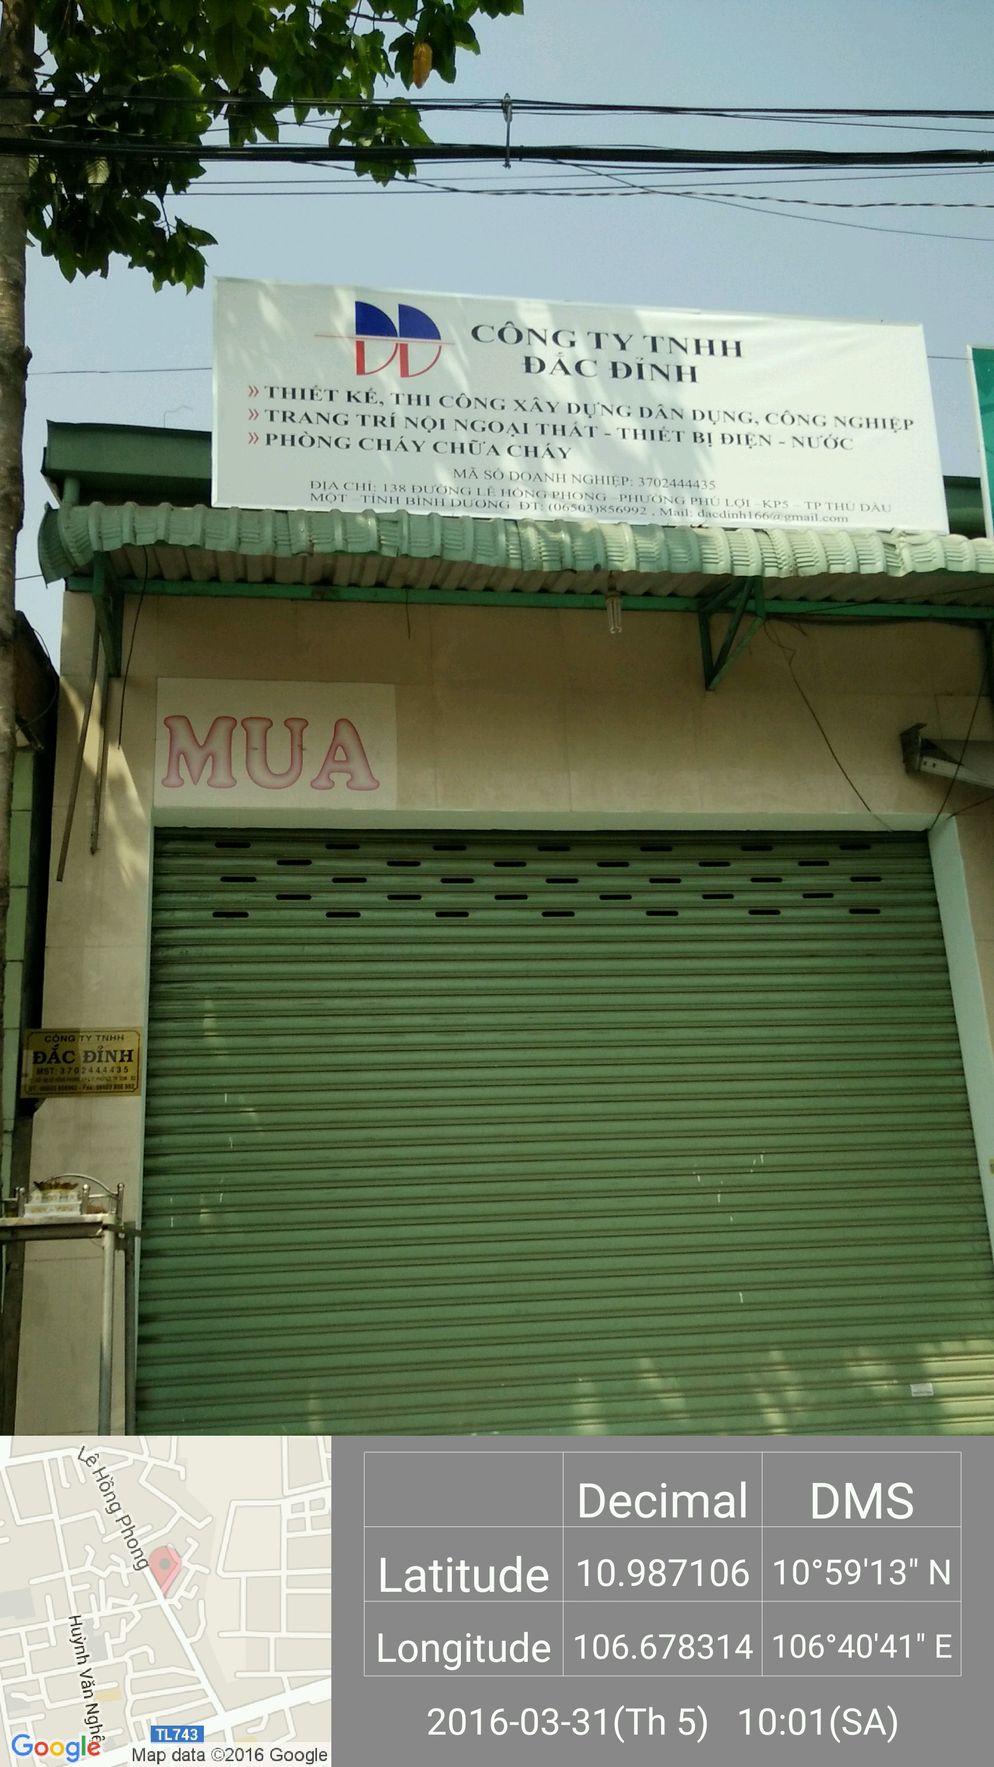 CÔNG TY TNHH
ĐẮC ĐỈNH
» THIẾT KẾ, THI CÔNG XÂY DỰNG DÂN DỤNG, CÔNG NGHIỆP
» TRANG TRÍ NỘI NGOẠI THẤT - THIẾT BỊ ĐIỆN - NƯỚC
» PHÒNG CHÁY CHỮA CHÁY
MÃ SỐ DOANH NGHIỆP: 3702444435
ĐỊA CHỈ: 138 ĐƯỜNG LÊ HỒNG PHONG - PHƯỜNG PHÚ LỢI - KP5 - TP THỦ DẦU
MỘT - TỈNH BÌNH DƯƠNG ĐT: (06503)856992 , Mail: dacdinh166@gmail.com
MUA
CÔNG TY TNHH
ĐẮC ĐỈNH
MST: 3702444435
Lê Hồng Phong
Huỳnh Văn Nghệ
TL743
Google
Map data ©2016 Google
Decimal DMS
Latitude 10.987106 10°59'13" N
Longitude 106.678314 106°40'41" E
2016-03-31(Th 5) 10:01(SA)